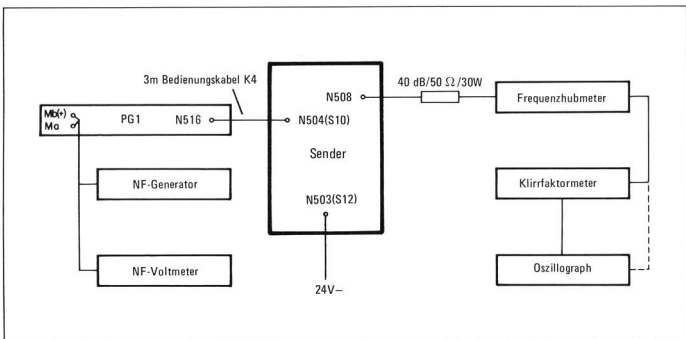 3m Bedienungskabel K4
40 dB/50 Ω/30W
N508
Frequenzhubmeter
Mb(+)
Ma
PG1
N516
N504(S10)
Sender
NF-Generator
Klirrfaktormeter
N503(S12)
NF-Voltmeter
Oszillograph
24V–